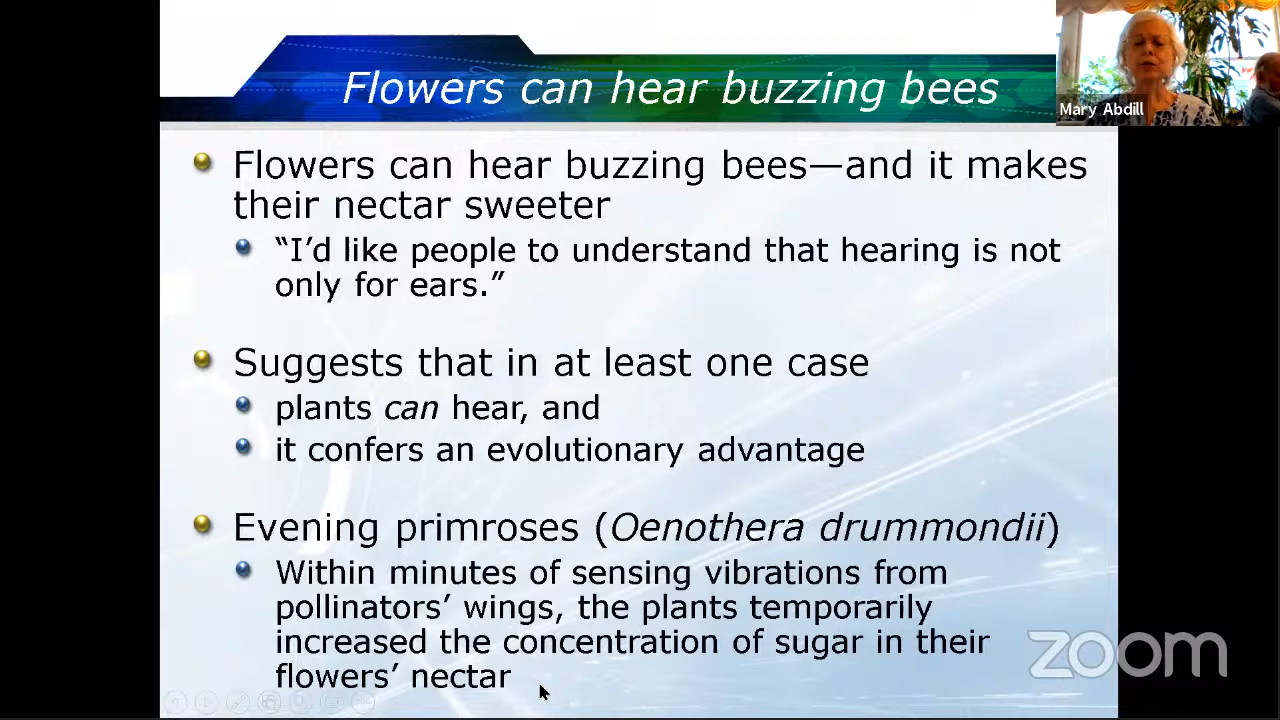 Flowers can hear buzzing bees
Mary Abdill
Flowers can hear buzzing bees—and it makes
their nectar sweeter
“I’d like people to understand that hearing is not
only for ears.”
Suggests that in at least one case
plants can hear, and
it confers an evolutionary advantage
Evening primroses (Oenothera drummondii)
Within minutes of sensing vibrations from
pollinators’ wings, the plants temporarily
increased the concentration of sugar in their
flowers’ nectar
zoom